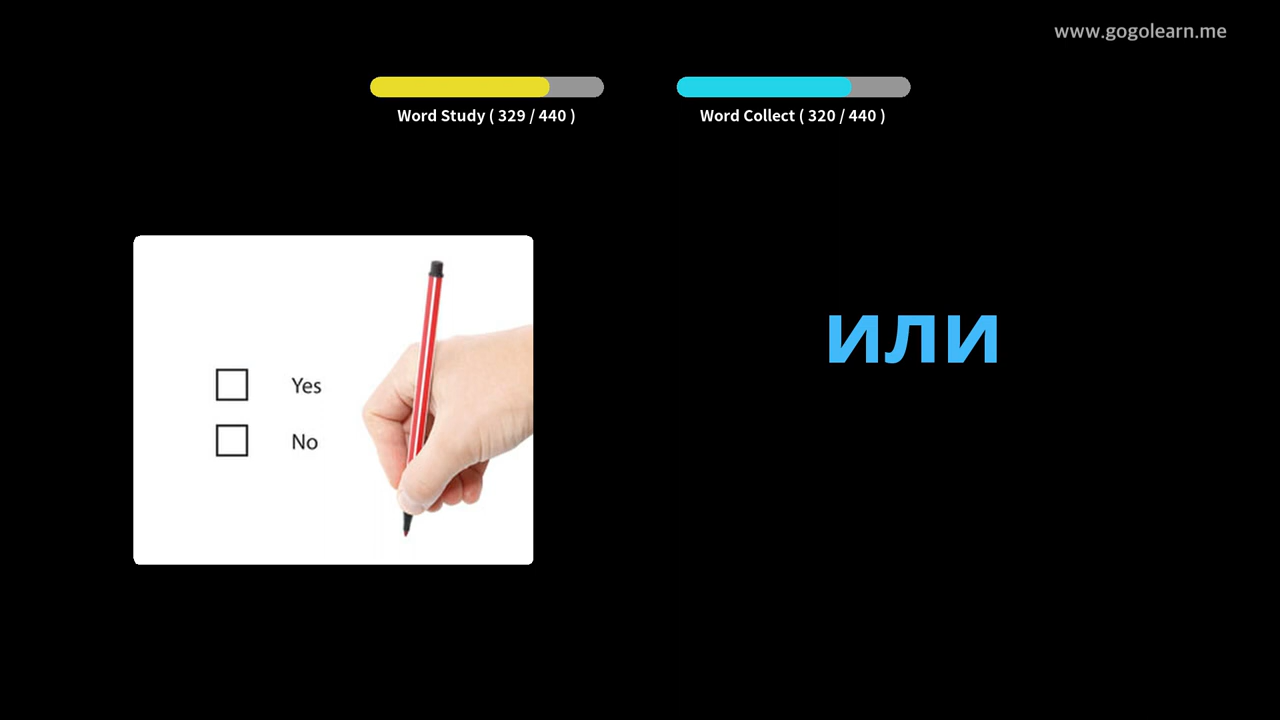 www.gogolearn.me
Word Study ( 329 / 440 )
Word Collect ( 320 / 440 )
Yes
No
или